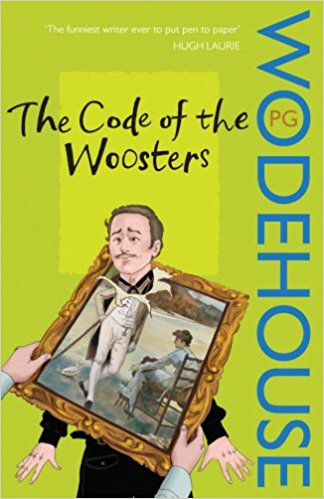 'The funniest writer ever to put pen to paper'
HUGH LAURIE
The Code of the
Woosters
PG
WODEHOUSE